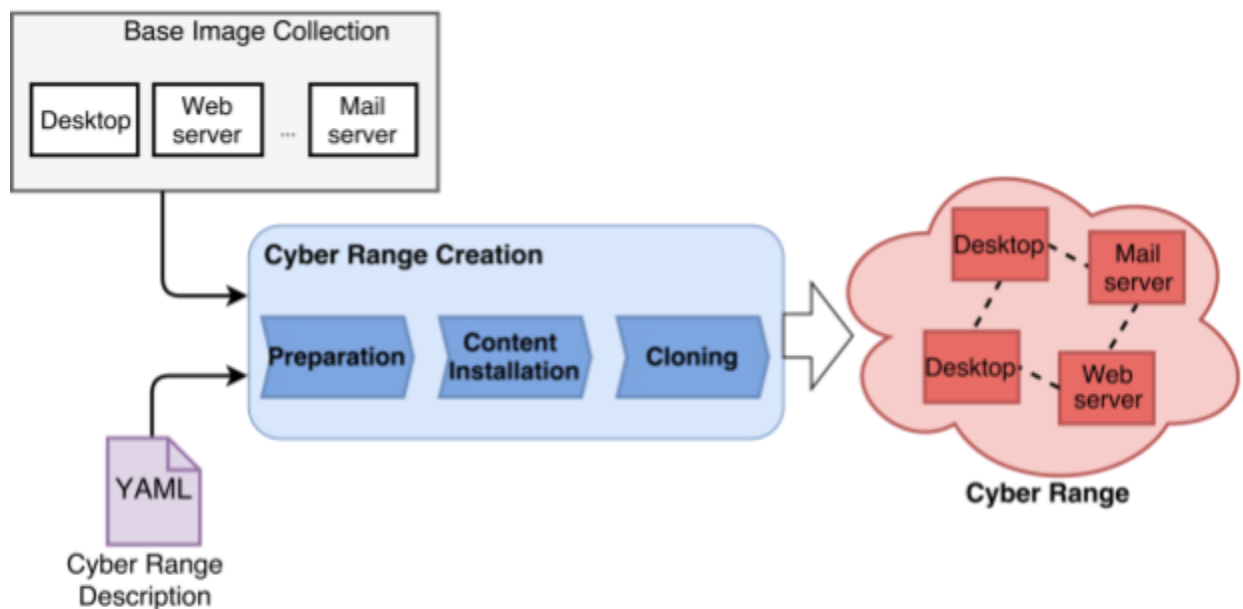 Base Image Collection
Desktop
Web
server
...
Mail
server
Cyber Range Creation
Preparation
Content
Installation
Cloning
Desktop
Mail
server
Desktop
Web
server
Cyber Range
YAML
Cyber Range
Description